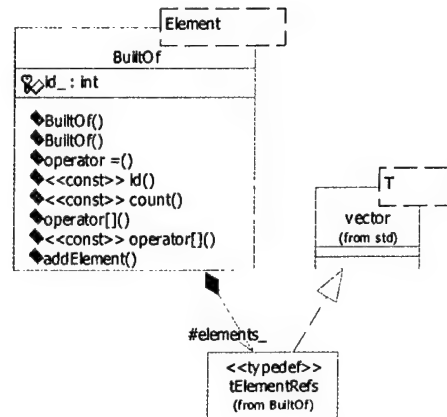 Element
BuiltOf
id_ : int
BuiltOf()
BuiltOf()
operator =()
<<const>> id()
<<const>> count()
operator[]()
<<const>> operator[]()
addElement()
T
vector
(from std)
#elements_
<<typedef>>
tElementRefs
(from BuiltOf)